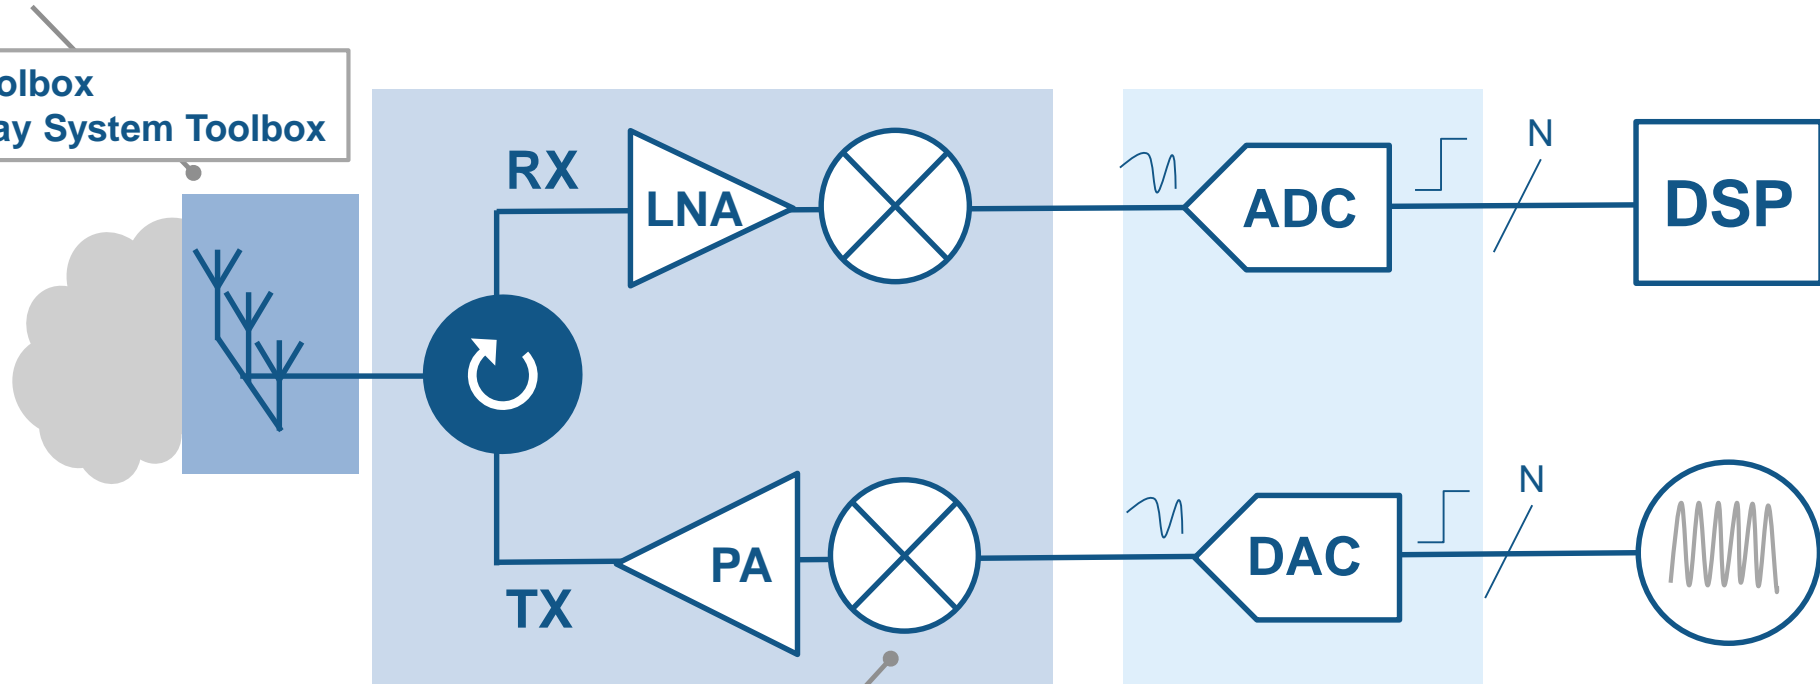 olbox
ay System Toolbox
RX
LNA
ADC
N
DSP
PA
TX
DAC
N